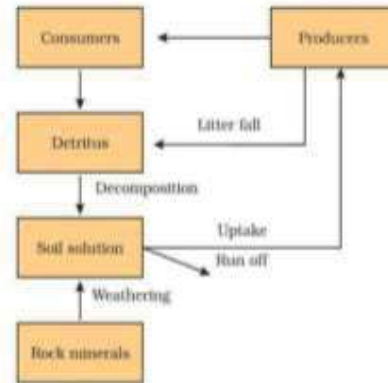 Consumers
Producers
Litter fall
Detritus
Decomposition
Uptake
Soil solution
Run off
Weathering
Rock minerals